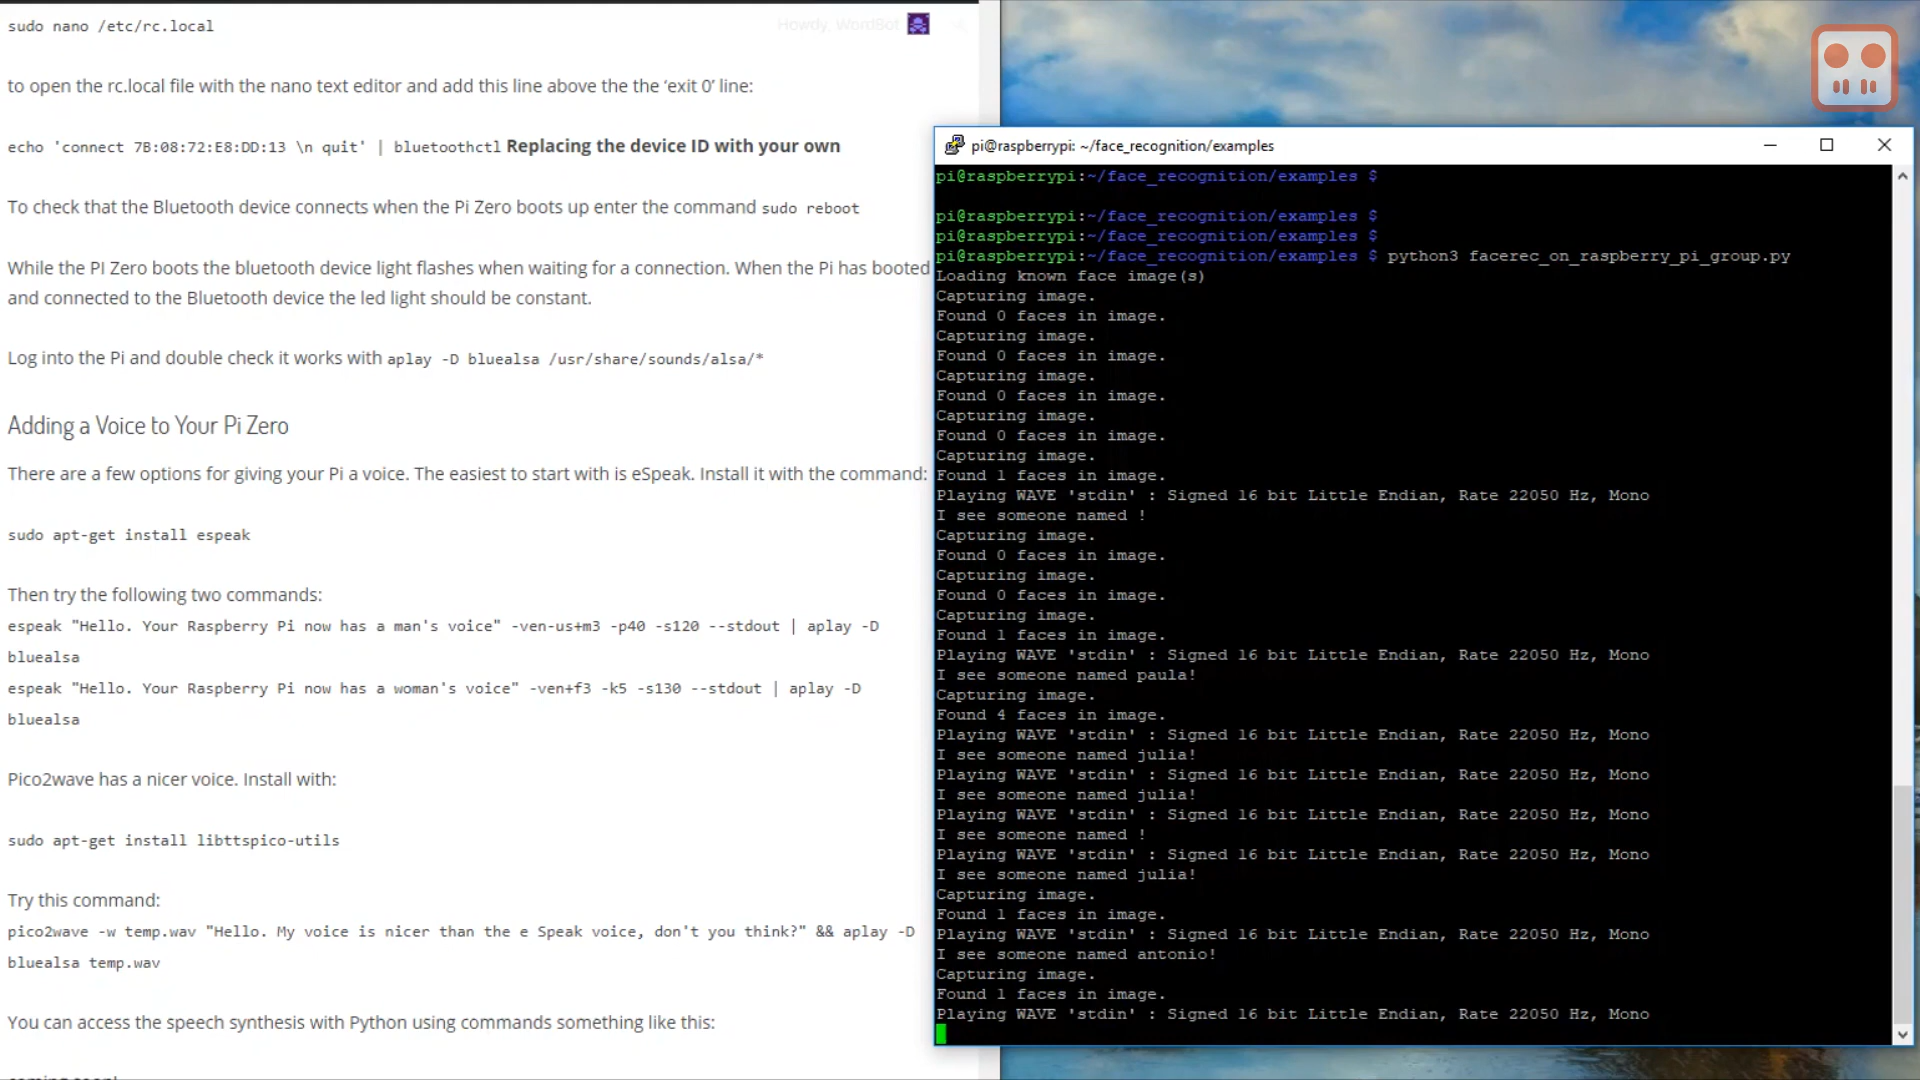 sudo nano /etc/rc.local
Howdy, WordBot
to open the rc.local file with the nano text editor and add this line above the the ‘exit 0’ line:
echo 'connect 7B:08:72:E8:DD:13 \n quit' | bluetoothctl Replacing the device ID with your own
To check that the Bluetooth device connects when the Pi Zero boots up enter the command sudo reboot
While the PI Zero boots the bluetooth device light flashes when waiting for a connection. When the Pi has booted
and connected to the Bluetooth device the led light should be constant.
Log into the Pi and double check it works with aplay -D bluealsa /usr/share/sounds/alsa/*
Adding a Voice to Your Pi Zero
There are a few options for giving your Pi a voice. The easiest to start with is eSpeak. Install it with the command:
sudo apt-get install espeak
Then try the following two commands:
espeak "Hello. Your Raspberry Pi now has a man's voice" -ven-us+m3 -p40 -s120 --stdout | aplay -D
bluealsa
espeak "Hello. Your Raspberry Pi now has a woman's voice" -ven+f3 -k5 -s130 --stdout | aplay -D
bluealsa
Pico2wave has a nicer voice. Install with:
sudo apt-get install libttspico-utils
Try this command:
pico2wave -w temp.wav "Hello. My voice is nicer than the e Speak voice, don't you think?" && aplay -D
bluealsa temp.wav
You can access the speech synthesis with Python using commands something like this:
pi@raspberrypi: ~/face_recognition/examples
pi@raspberrypi:~/face_recognition/examples $
pi@raspberrypi:~/face_recognition/examples $
pi@raspberrypi:~/face_recognition/examples $
pi@raspberrypi:~/face_recognition/examples $ python3 facerec_on_raspberry_pi_group.py
Loading known face image(s)
Capturing image.
Found 0 faces in image.
Capturing image.
Found 0 faces in image.
Capturing image.
Found 0 faces in image.
Capturing image.
Found 0 faces in image.
Capturing image.
Found 1 faces in image.
Playing WAVE 'stdin' : Signed 16 bit Little Endian, Rate 22050 Hz, Mono
I see someone named !
Capturing image.
Found 0 faces in image.
Capturing image.
Found 0 faces in image.
Capturing image.
Found 1 faces in image.
Playing WAVE 'stdin' : Signed 16 bit Little Endian, Rate 22050 Hz, Mono
I see someone named paula!
Capturing image.
Found 4 faces in image.
Playing WAVE 'stdin' : Signed 16 bit Little Endian, Rate 22050 Hz, Mono
I see someone named julia!
Playing WAVE 'stdin' : Signed 16 bit Little Endian, Rate 22050 Hz, Mono
I see someone named julia!
Playing WAVE 'stdin' : Signed 16 bit Little Endian, Rate 22050 Hz, Mono
I see someone named !
Playing WAVE 'stdin' : Signed 16 bit Little Endian, Rate 22050 Hz, Mono
I see someone named julia!
Capturing image.
Found 1 faces in image.
Playing WAVE 'stdin' : Signed 16 bit Little Endian, Rate 22050 Hz, Mono
I see someone named antonio!
Capturing image.
Found 1 faces in image.
Playing WAVE 'stdin' : Signed 16 bit Little Endian, Rate 22050 Hz, Mono